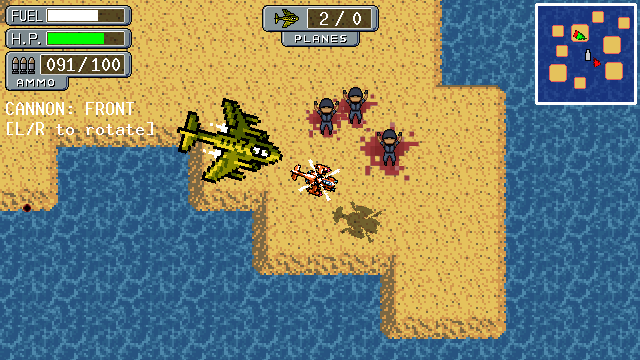 FUEL
H.P.
091/100
AMMO
CANNON: FRONT
[L/R to rotate]
2 / 0
PLANES